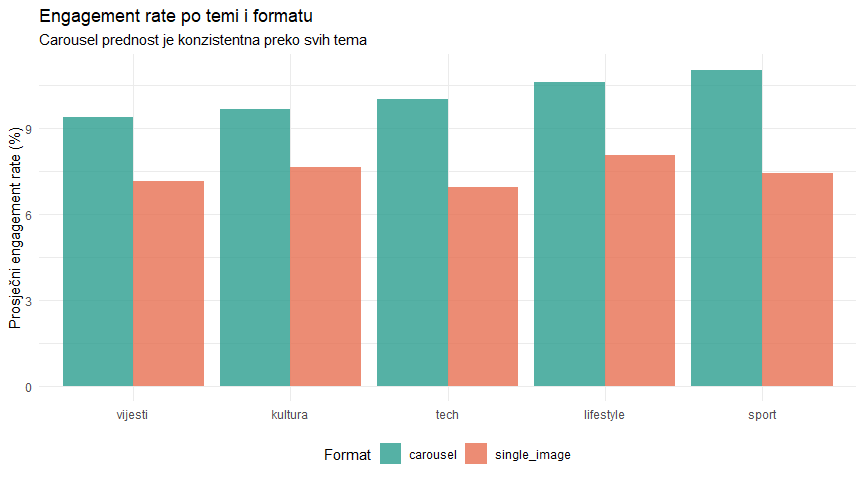 Engagement rate po temi i formatu
Carousel prednost je konzistentna preko svih tema
Prosječni engagement rate (%)
9
6
3
0
vijesti
kultura
tech
lifestyle
sport
Format
carousel
single_image